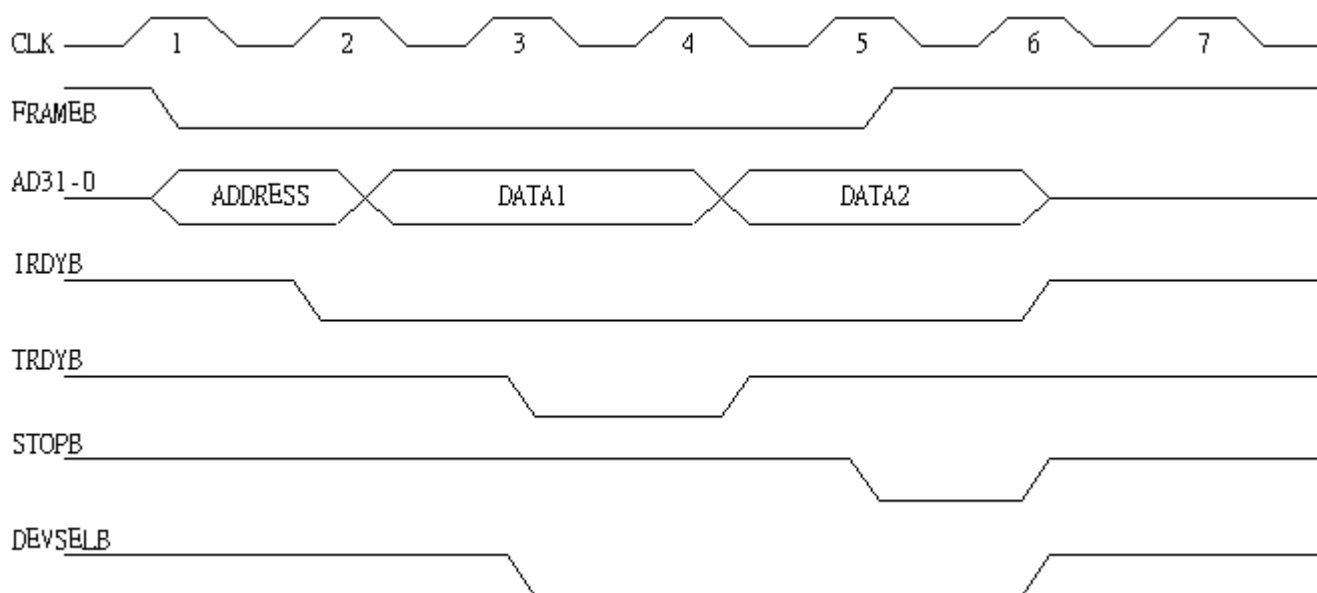 CLK 1 2 3 4 5 6 7
FRAMEB
AD31-0 ADDRESS DATA1 DATA2
IRDYB
TRDYB
STOPB
DEVSELB